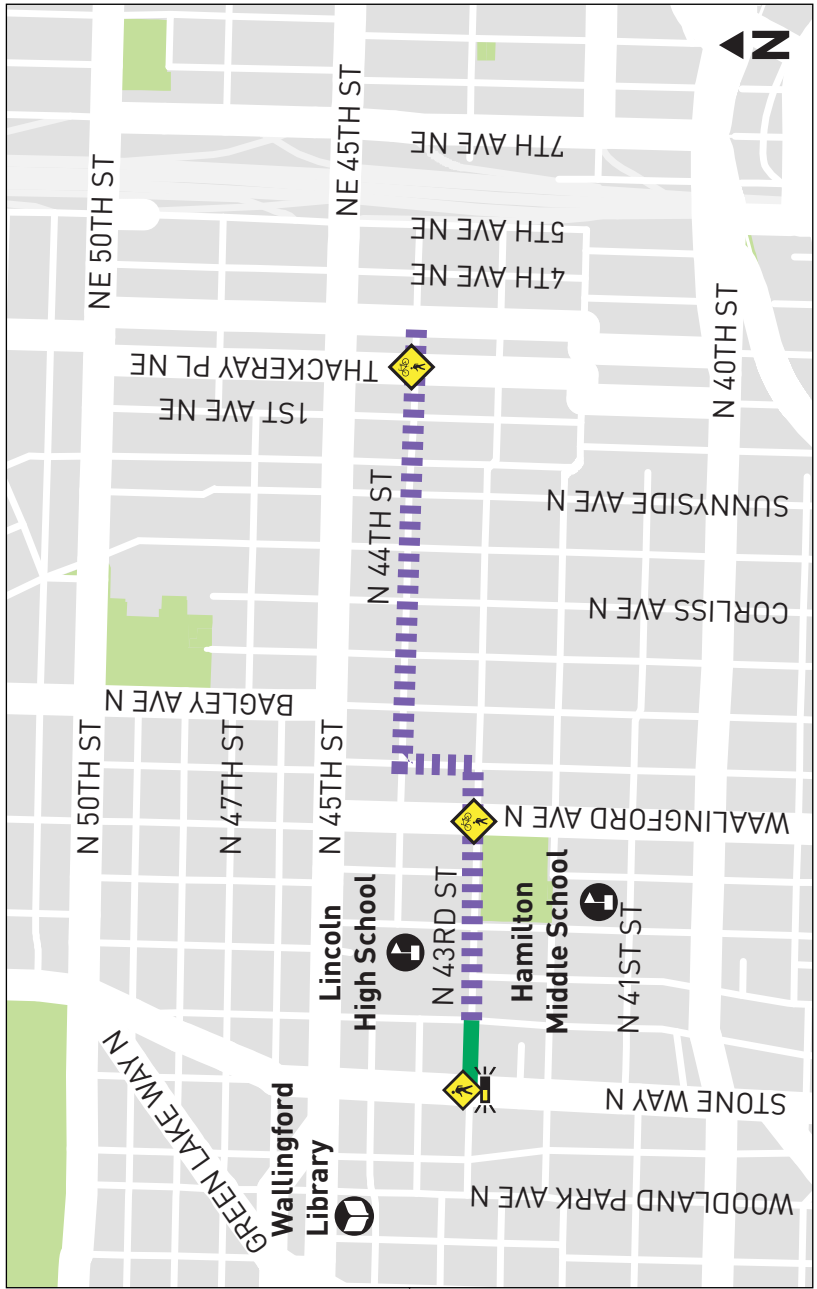 N
7TH AVE NE
NE 45TH ST
NE 50TH ST
5TH AVE NE
4TH AVE NE
N 40TH ST
THACKERAY PL NE
1ST AVE NE
N 44TH ST
SUNNYSIDE AVE N
CORLISS AVE N
BAGLEY AVE N
N 50TH ST
N 47TH ST
N 45TH ST
WAALINGFORD AVE N
Lincoln
High School
N 43RD ST
Hamilton
Middle School
N 41ST ST
GREEN LAKE WAY N
STONE WAY N
Wallingford
Library
WOODLAND PARK AVE N